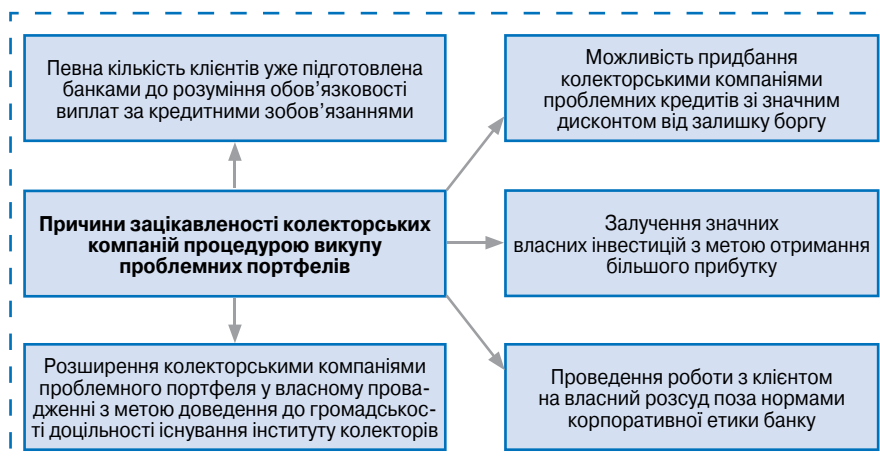 Певна кількість клієнтів уже підготовлена
банками до розуміння обов’язковості
виплат за кредитними зобов’язаннями
Можливість придбання
колекторськими компаніями
проблемних кредитів зі значним
дисконтом від залишку боргу
Причини зацікавленості колекторських
компаній процедурою викупу
проблемних портфелів
Залучення значних
власних інвестицій з метою отримання
більшого прибутку
Розширення колекторськими компаніями
проблемного портфеля у власному прова-
дженні з метою доведення до громадськос-
ті доцільності існування інституту колекторів
Проведення роботи з клієнтом
на власний розсуд поза нормами
корпоративної етики банку